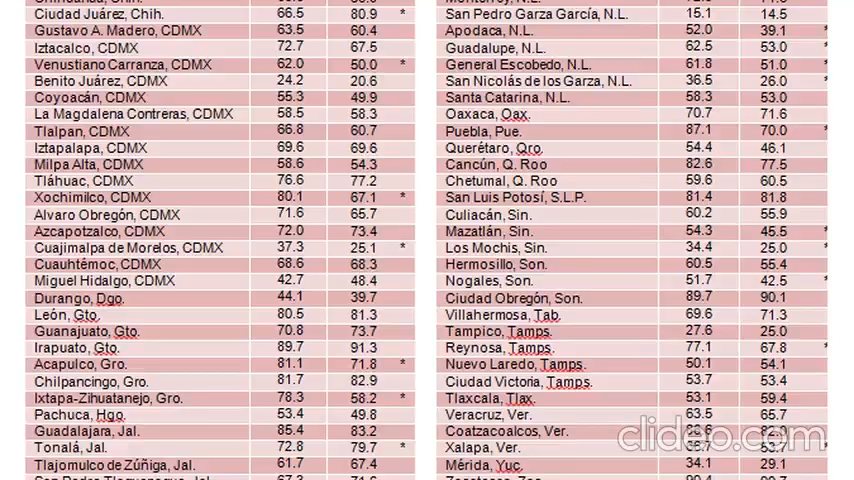 Ciudad Juárez, Chih. 66.5 80.9 *
Gustavo A. Madero, CDMX 63.5 60.4
Iztacalco, CDMX 72.7 67.5
Venustiano Carranza, CDMX 62.0 50.0 *
Benito Juárez, CDMX 24.2 20.6
Coyoacán, CDMX 55.3 49.9
La Magdalena Contreras, CDMX 58.5 58.3
Tlalpan, CDMX 66.8 60.7
Iztapalapa, CDMX 69.6 69.6
Milpa Alta, CDMX 58.6 54.3
Tláhuac, CDMX 76.6 77.2
Xochimilco, CDMX 80.1 67.1 *
Alvaro Obregón, CDMX 71.6 65.7
Azcapotzalco, CDMX 72.0 73.4
Cuajimalpa de Morelos, CDMX 37.3 25.1 *
Cuauhtémoc, CDMX 68.6 68.3
Miguel Hidalgo, CDMX 42.7 48.4
Durango, Dgo. 44.1 39.7
León, Gto. 80.5 81.3
Guanajuato, Gto. 70.8 73.7
Irapuato, Gto. 89.7 91.3
Acapulco, Gro. 81.1 71.8 *
Chilpancingo, Gro. 81.7 82.9
Ixtapa-Zihuatanejo, Gro. 78.3 58.2 *
Pachuca, Hgo. 53.4 49.8
Guadalajara, Jal. 85.4 83.2
Tonalá, Jal. 72.8 79.7 *
Tlajomulco de Zúñiga, Jal. 61.7 67.4
San Pedro Garza García, N.L. 15.1 14.5
Apodaca, N.L. 52.0 39.1 *
Guadalupe, N.L. 62.5 53.0 *
General Escobedo, N.L. 61.8 51.0 *
San Nicolás de los Garza, N.L. 36.5 26.0 *
Santa Catarina, N.L. 58.3 53.0
Oaxaca, Oax. 70.7 71.6
Puebla, Pue. 87.1 70.0 *
Querétaro, Qro. 54.4 46.1
Cancún, Q. Roo 82.6 77.5
Chetumal, Q. Roo 59.6 60.5
San Luis Potosí, S.L.P. 81.4 81.8
Culiacán, Sin. 60.2 55.9
Mazatlán, Sin. 54.3 45.5 *
Los Mochis, Sin. 34.4 25.0 *
Hermosillo, Son. 60.5 55.4
Nogales, Son. 51.7 42.5 *
Ciudad Obregón, Son. 89.7 90.1
Villahermosa, Tab. 69.6 71.3
Tampico, Tamps. 27.6 25.0
Reynosa, Tamps. 77.1 67.8 *
Nuevo Laredo, Tamps. 50.1 54.1
Ciudad Victoria, Tamps. 53.7 53.4
Tlaxcala, Tlax. 53.1 59.4
Veracruz, Ver. 63.5 65.7
Coatzacoalcos, Ver.
Xalapa, Ver. *
Mérida, Yuc. 34.1 29.1
clideo.com